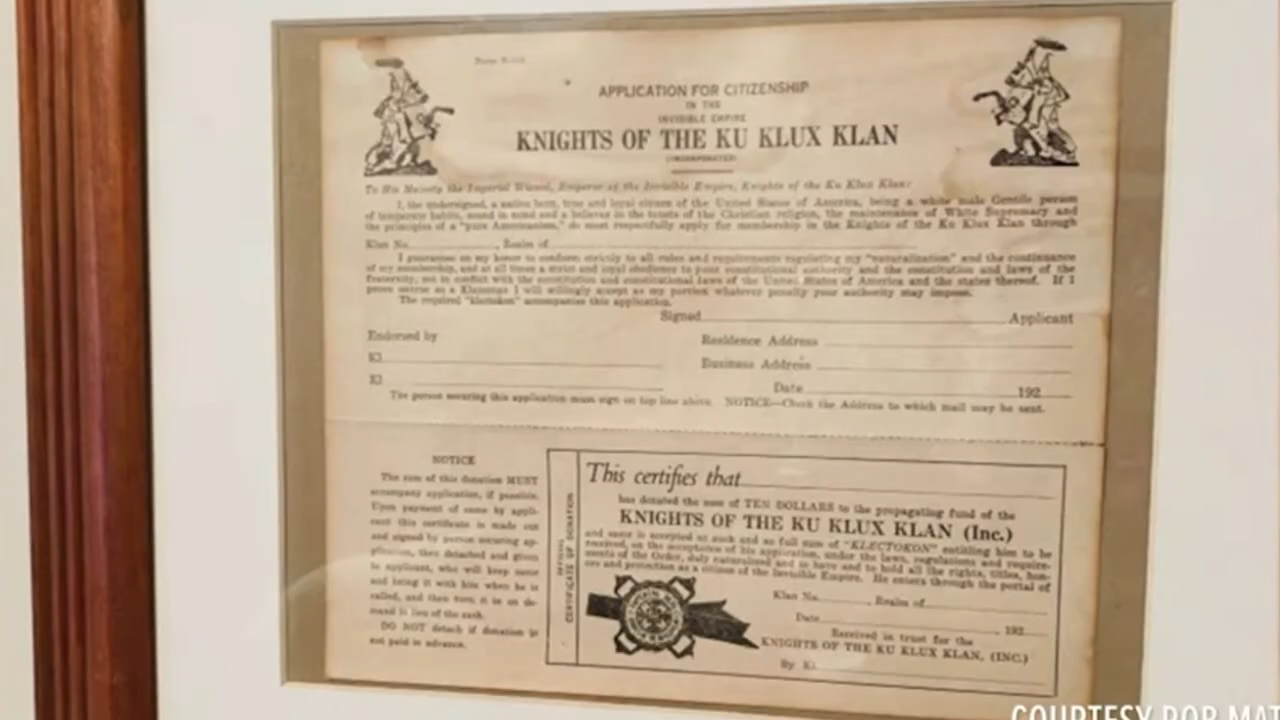 APPLICATION FOR CITIZENSHIP
IN THE
INVISIBLE EMPIRE
KNIGHTS OF THE KU KLUX KLAN
(INCORPORATED)
To His Majesty the Imperial Wizard, Emperor of the Invisible Empire, Knights of the Ku Klux Klan:
I, the undersigned, a native born, true and loyal citizen of the United States of America, being a white male Gentile person
of temperate habits, sound in mind and a believer in the tenets of the Christian religion, the maintenance of White Supremacy and
the principles of a "pure Americanism," do most respectfully apply for membership in the Knights of the Ku Klux Klan through
Klan No. , Realm of
I guarantee on my honor to conform strictly to all rules and requirements regulating my "naturalization" and the continuance
of my membership, and at all times a strict and loyal obedience to your constitutional authority and the constitution and laws of the
fraternity, not in conflict with the constitution and constitutional laws of the United States of America and the states thereof. If I
prove untrue as a Klansman I will willingly accept as my portion whatever penalty your authority may impose.
The required "klectokon" accompanies this application.
Signed Applicant
Endorsed by
Residence Address
Kl.
Business Address
Kl.
Date 192
The person securing this application must sign on top line above. NOTICE—Check the Address to which mail may be sent.
NOTICE
The sum of this donation MUST
accompany application, if possible.
Upon payment of same by appli-
cant this certificate is made out
and signed by person securing ap-
plication, then detached and given
to applicant, who will keep same
and bring it with him when he is
called, and then turn it in on de-
mand in lieu of the cash.
DO NOT detach if donation is
not paid in advance.
OFFICIAL
CERTIFICATE OF DONATION
This certifies that
has donated the sum of TEN DOLLARS to the propagating fund of the
KNIGHTS OF THE KU KLUX KLAN (Inc.)
and same is accepted as such and as full sum of "KLECTOKON" entitling him to be
received, on the acceptance of his application, under the laws, regulations and require-
ments of the Order, duly naturalized and to have and to hold all the rights, titles, hon-
ors and protection as a citizen of the Invisible Empire. He enters through the portal of
Klan No. , Realm of
Date , 192
Received in trust for the
KNIGHTS OF THE KU KLUX KLAN, (INC.)
By Kl.
COURTESY ROB MAT